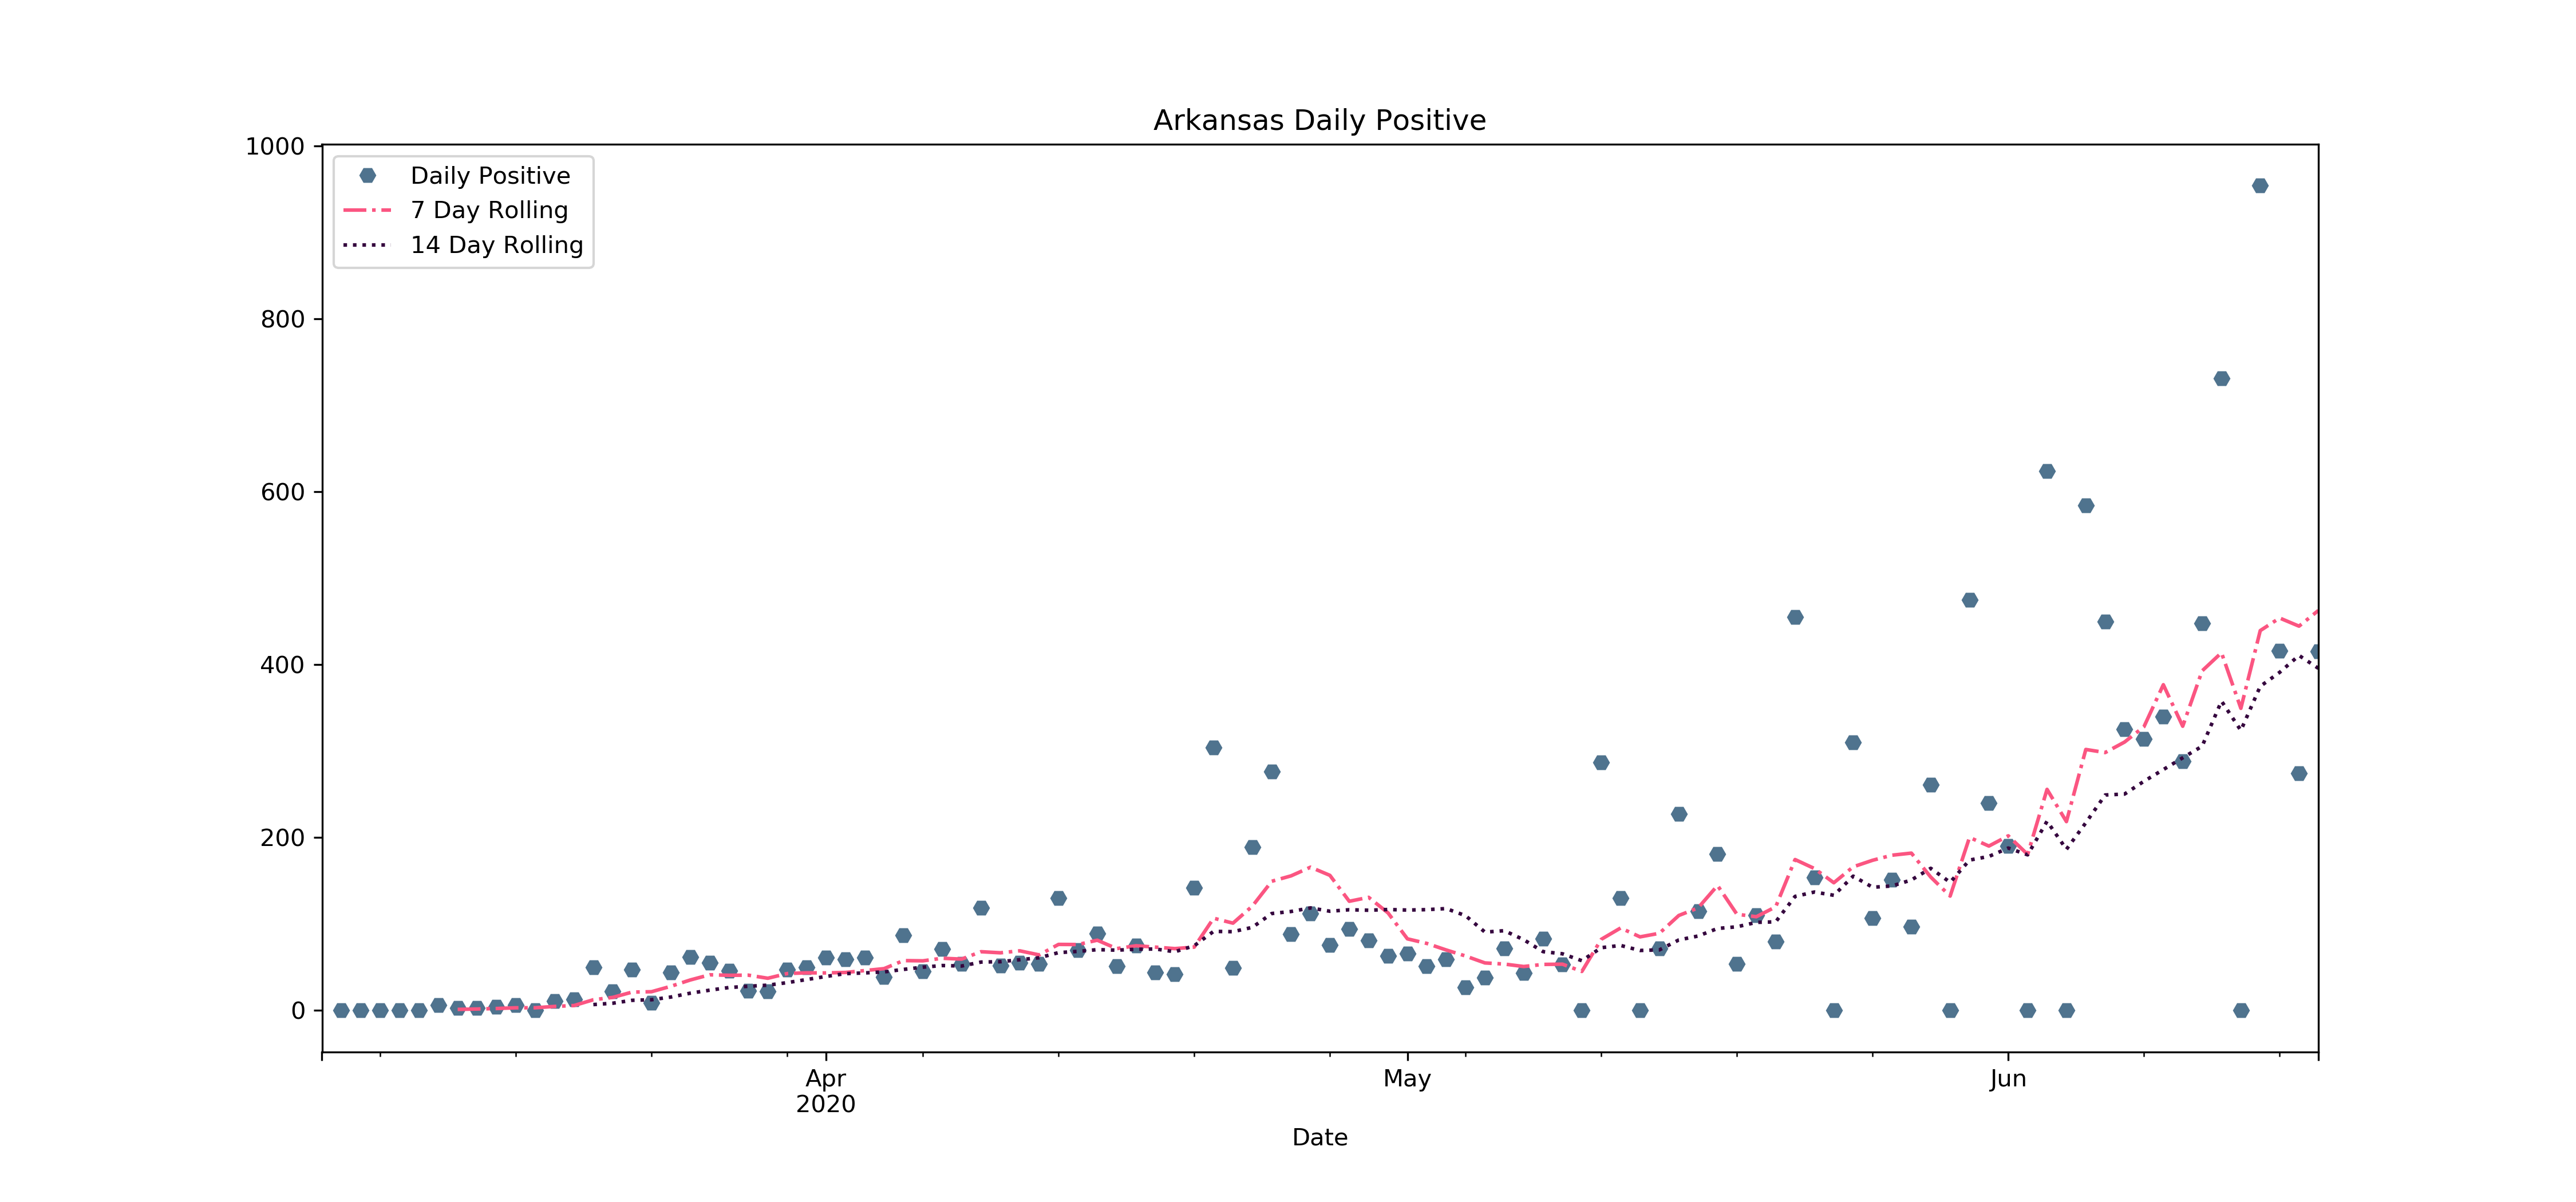 Arkansas Daily Positive
1000
800
600
400
200
0
Daily Positive
7 Day Rolling
14 Day Rolling
Apr
2020
May
Jun
Date